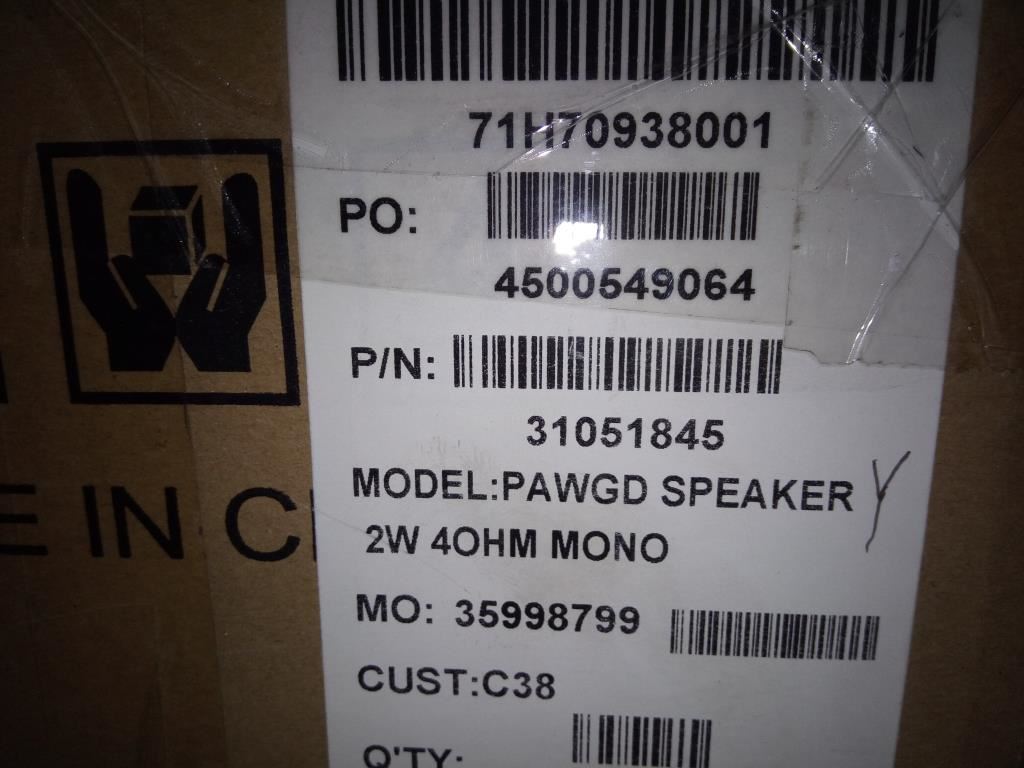 71H70938001
PO:
4500549064
P/N:
31051845
MODEL:PAWGD SPEAKER Y
2W 4OHM MONO
MO: 35998799
CUST:C38
Q'TY:
E IN C